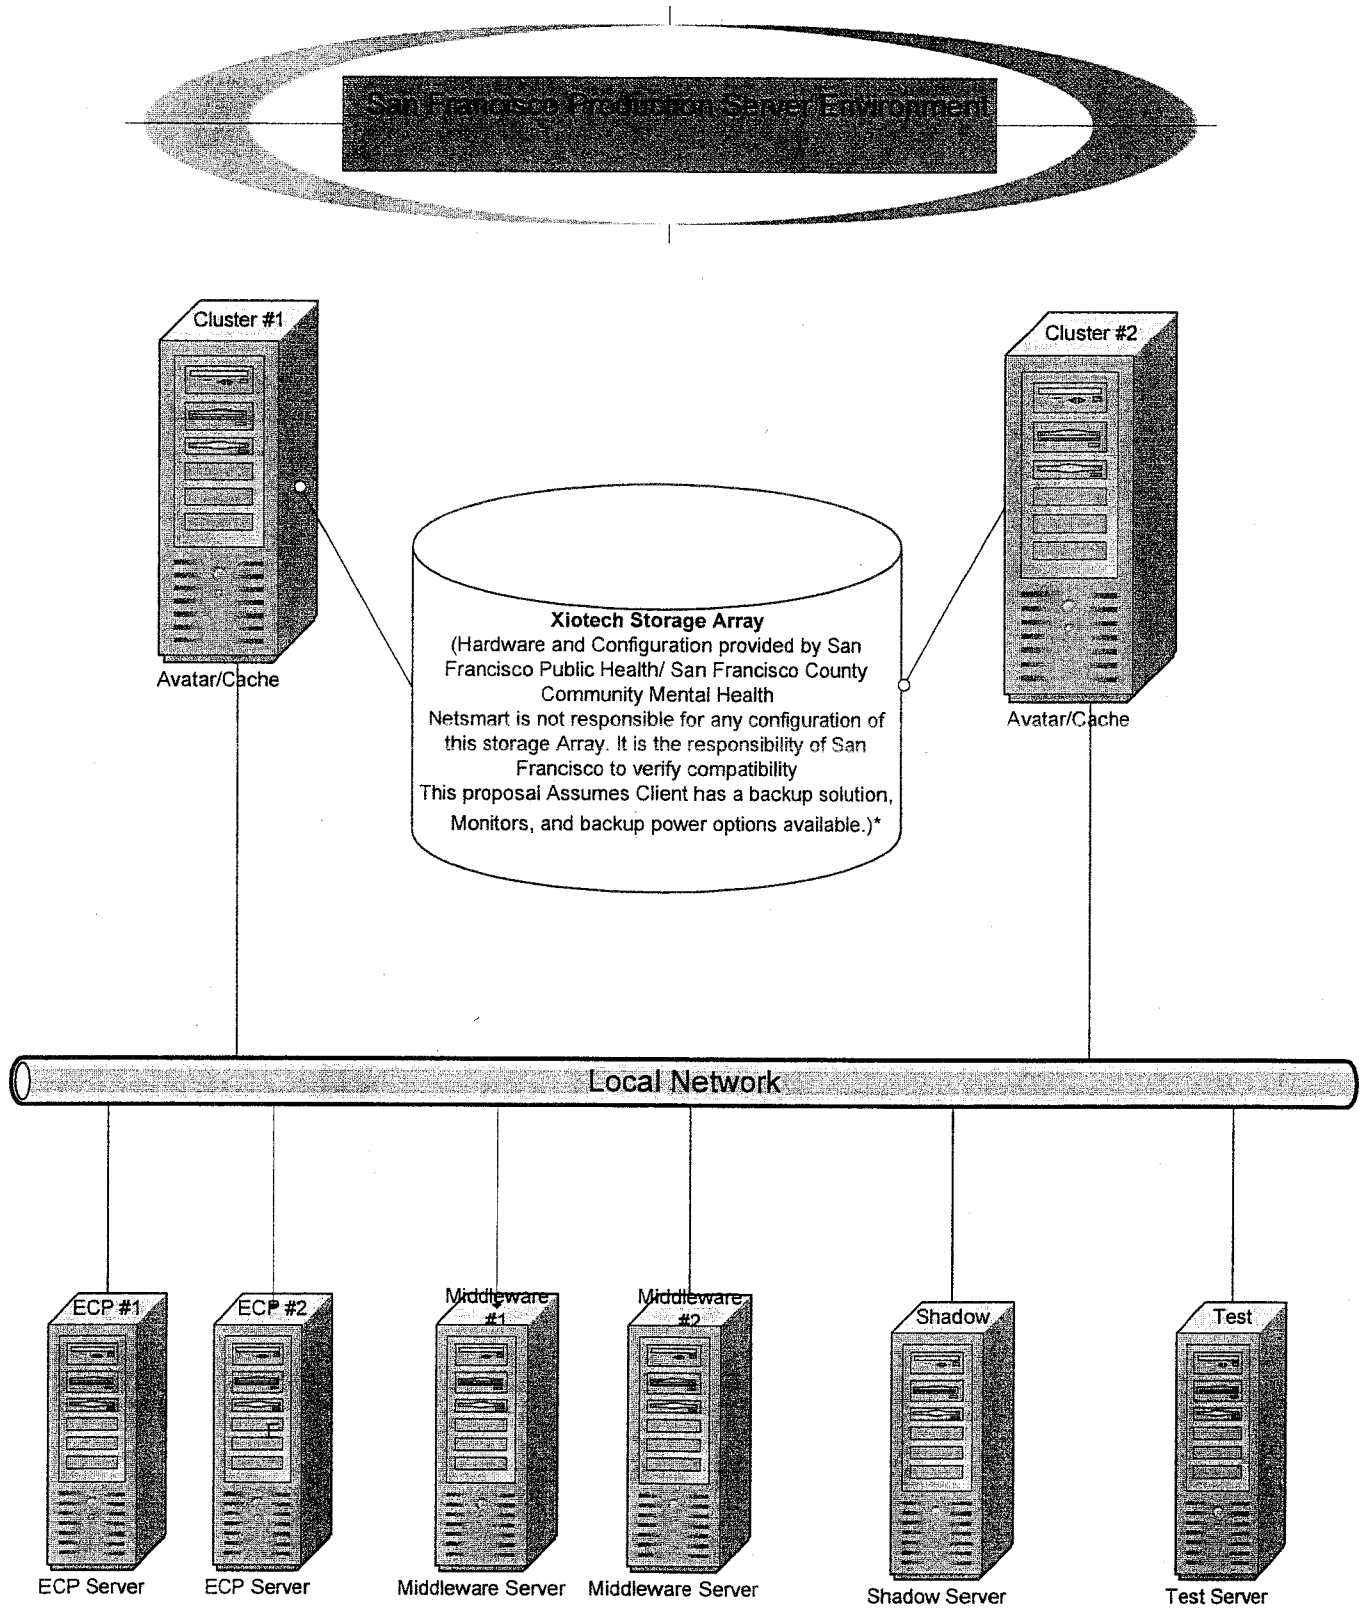 San Francisco Production Server Environment
Cluster #1
Cluster #2
Avatar/Cache
Avatar/Cache
Xiotech Storage Array
(Hardware and Configuration provided by San
Francisco Public Health/ San Francisco County
Community Mental Health
Netsmart is not responsible for any configuration of
this storage Array. It is the responsibility of San
Francisco to verify compatibility
This proposal Assumes Client has a backup solution,
Monitors, and backup power options available.)*
Local Network
ECP #1
ECP #2
Middleware
#1
Middleware
#2
Shadow
Test
ECP Server
ECP Server
Middleware Server
Middleware Server
Shadow Server
Test Server